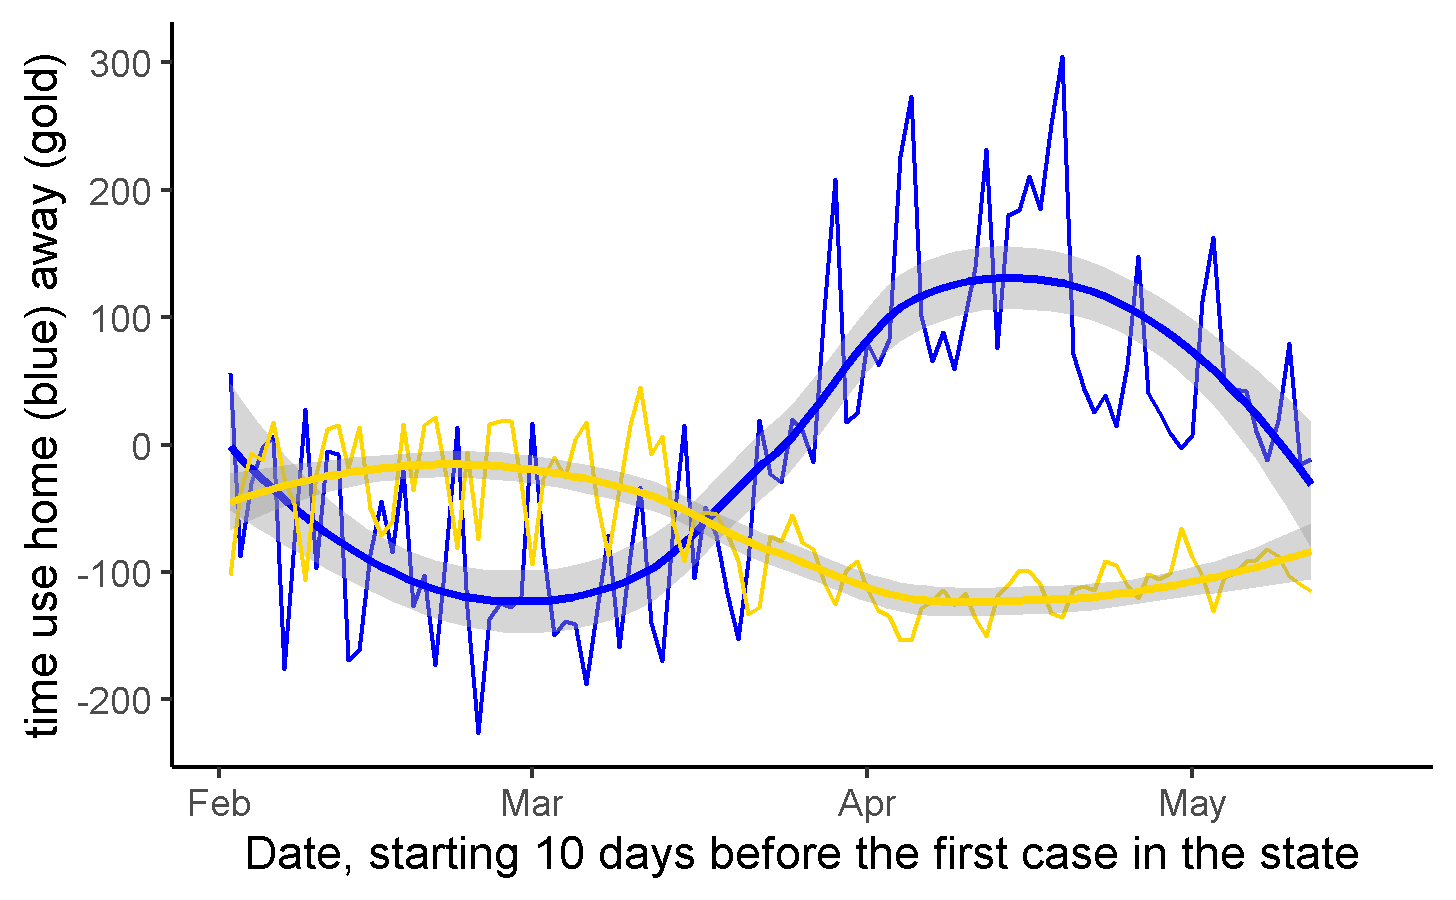 time use home (blue) away (gold)
300
200
100
0
-100
-200
Feb Mar Apr May
Date, starting 10 days before the first case in the state